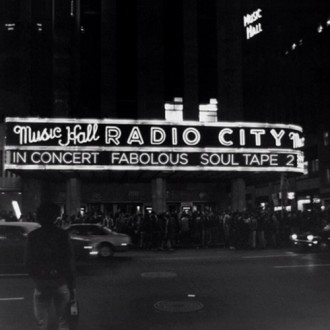 Music
Hall
Music Hall RADIO CITY M
IN CONCERT FABOLOUS SOUL TAPE 2